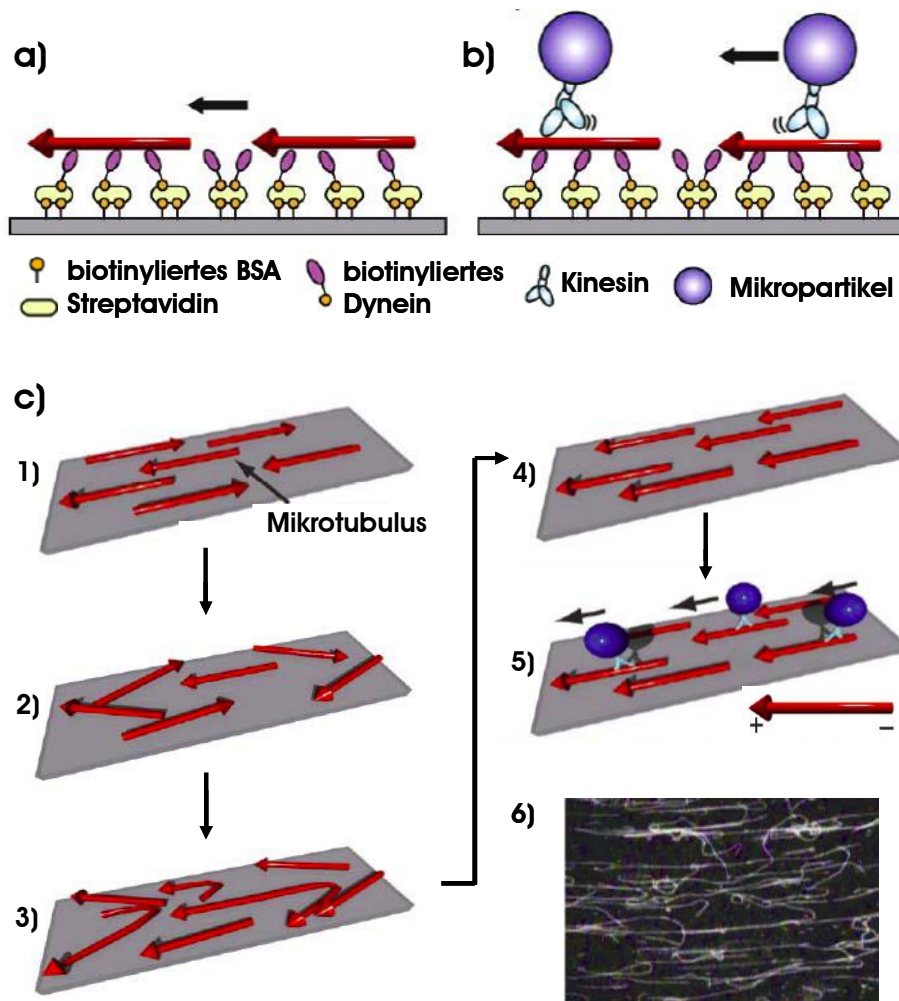 a)
b)
biotinyliertes BSA
Streptavidin
biotinyliertes
Dynein
Kinesin
Mikropartikel
c)
1)
Mikrotubulus
2)
3)
4)
5)
+ −
6)